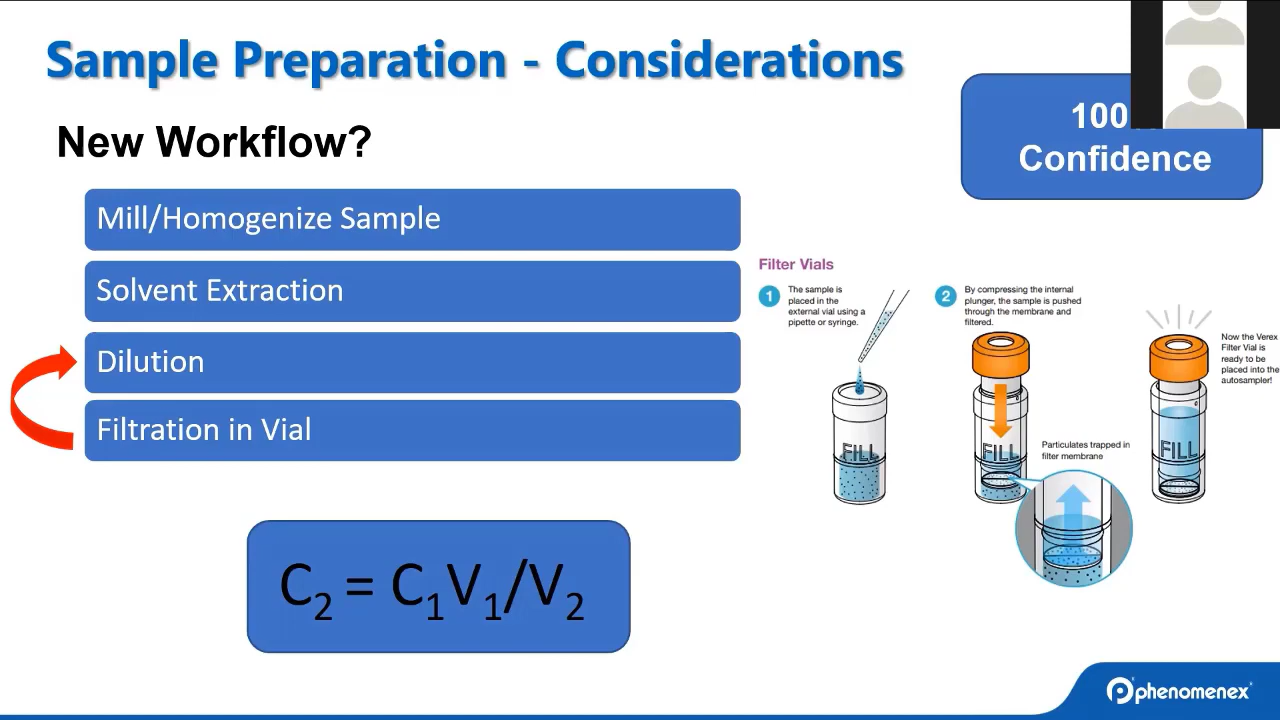 Sample Preparation - Considerations
New Workflow?
100
Confidence
Mill/Homogenize Sample
Solvent Extraction
Dilution
Filtration in Vial
C₂ = C₁V₁/V₂
Filter Vials
1
The sample is
placed in the
external vial using a
pipette or syringe.
FILL
2
By compressing the internal
plunger, the sample is pushed
through the membrane and
filtered.
FILL
Particulates trapped in
filter membrane
Now the Verex
Filter Vial is
ready to be
placed into the
autosampler!
FILL
phenomenex